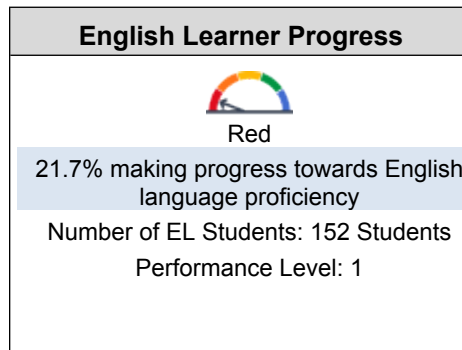 English Learner Progress
Red
21.7% making progress towards English
language proficiency
Number of EL Students: 152 Students
Performance Level: 1